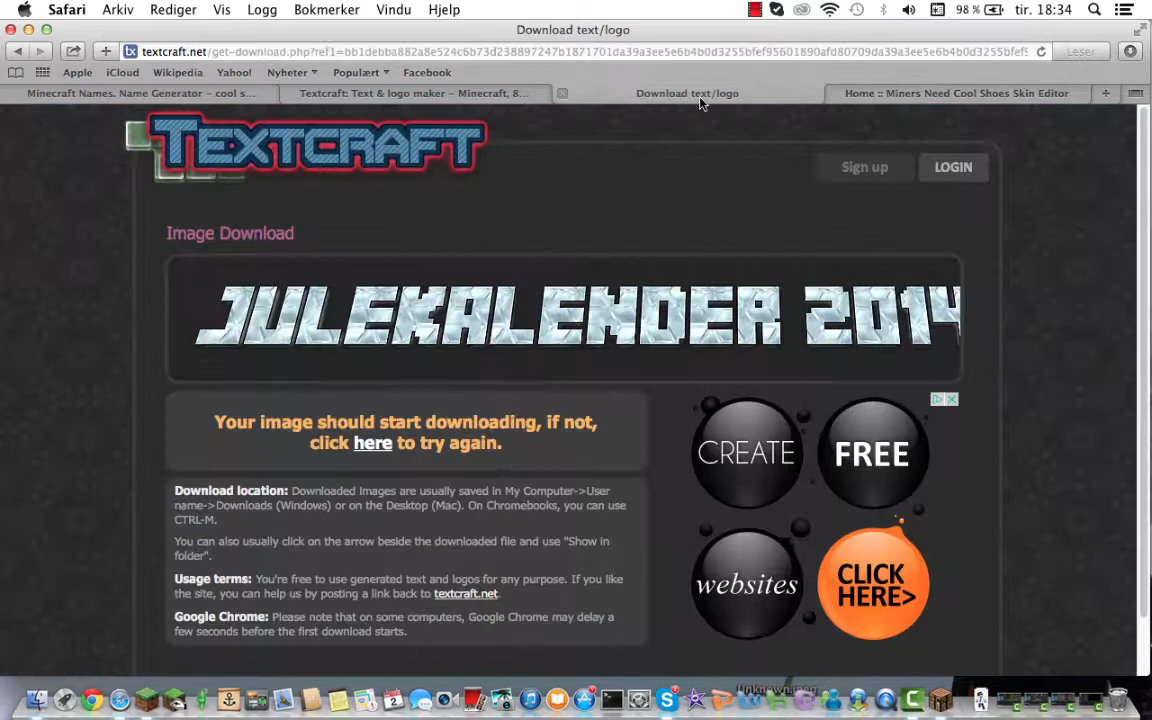 Safari Arkiv Rediger Vis Logg Bokmerker Vindu Hjelp 98 % tir. 18:34
Download text/logo
textcraft.net/get-download.php?ref1=bb1debba882a8e524c6b73d238897247b1871701da39a3ee5e6b4b0d3255bfef95601890afd80709da39a3ee5e6b4b0d3255bfef9 Leser
Apple iCloud Wikipedia Yahoo! Nyheter Populært Facebook
Minecraft Names. Name Generator – cool s... Textcraft: Text & logo maker – Minecraft, 8... Download text/logo Home :: Miners Need Cool Shoes Skin Editor
TEXTCRAFT
Sign up LOGIN
Image Download
JULEKALENDER 2014
Your image should start downloading, if not,
click here to try again.
Download location: Downloaded Images are usually saved in My Computer->User
name->Downloads (Windows) or on the Desktop (Mac). On Chromebooks, you can use
CTRL-M.
You can also usually click on the arrow beside the downloaded file and use "Show in
folder".
Usage terms: You're free to use generated text and logos for any purpose. If you like
the site, you can help us by posting a link back to textcraft.net.
Google Chrome: Please note that on some computers, Google Chrome may delay a
few seconds before the first download starts.
CREATE FREE
websites CLICK
HERE>